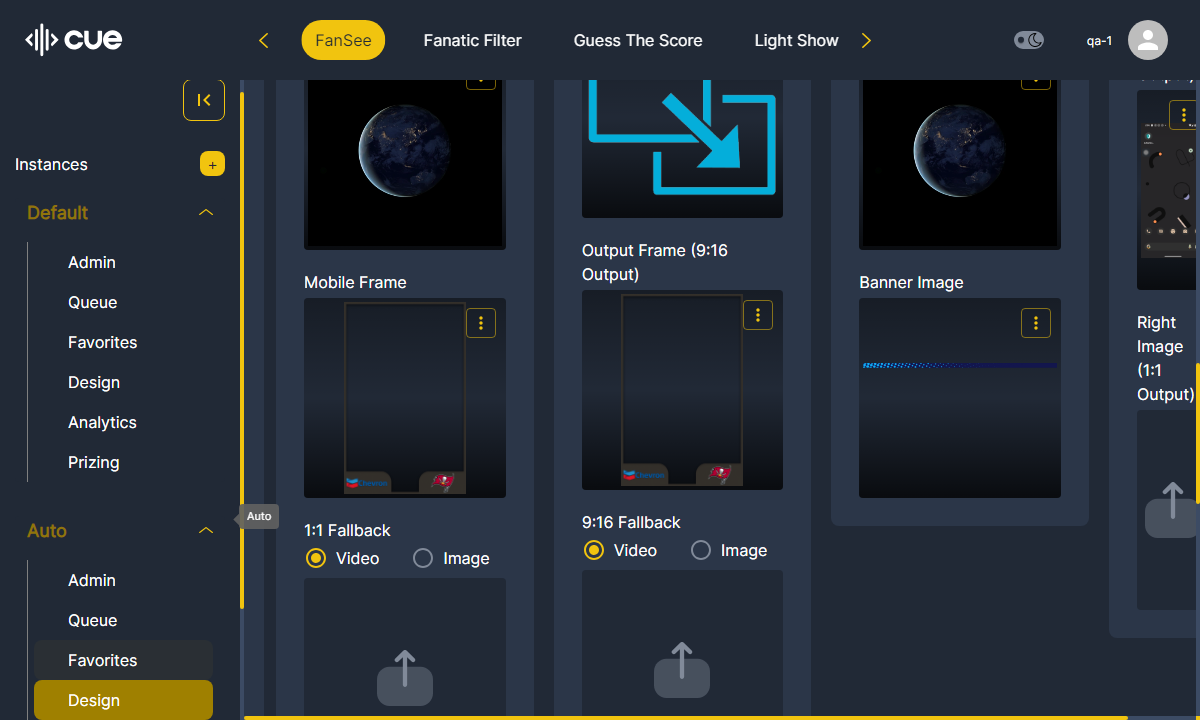 cue
FanSee
Fanatic Filter
Guess The Score
Light Show
qa-1
Instances
+
Default
Admin
Queue
Favorites
Design
Analytics
Prizing
Auto
Admin
Queue
Favorites
Design
Auto
Mobile Frame
1:1 Fallback
Video
Image
Output Frame (9:16
Output)
9:16 Fallback
Video
Image
Banner Image
Right
Image
(1:1
Output)